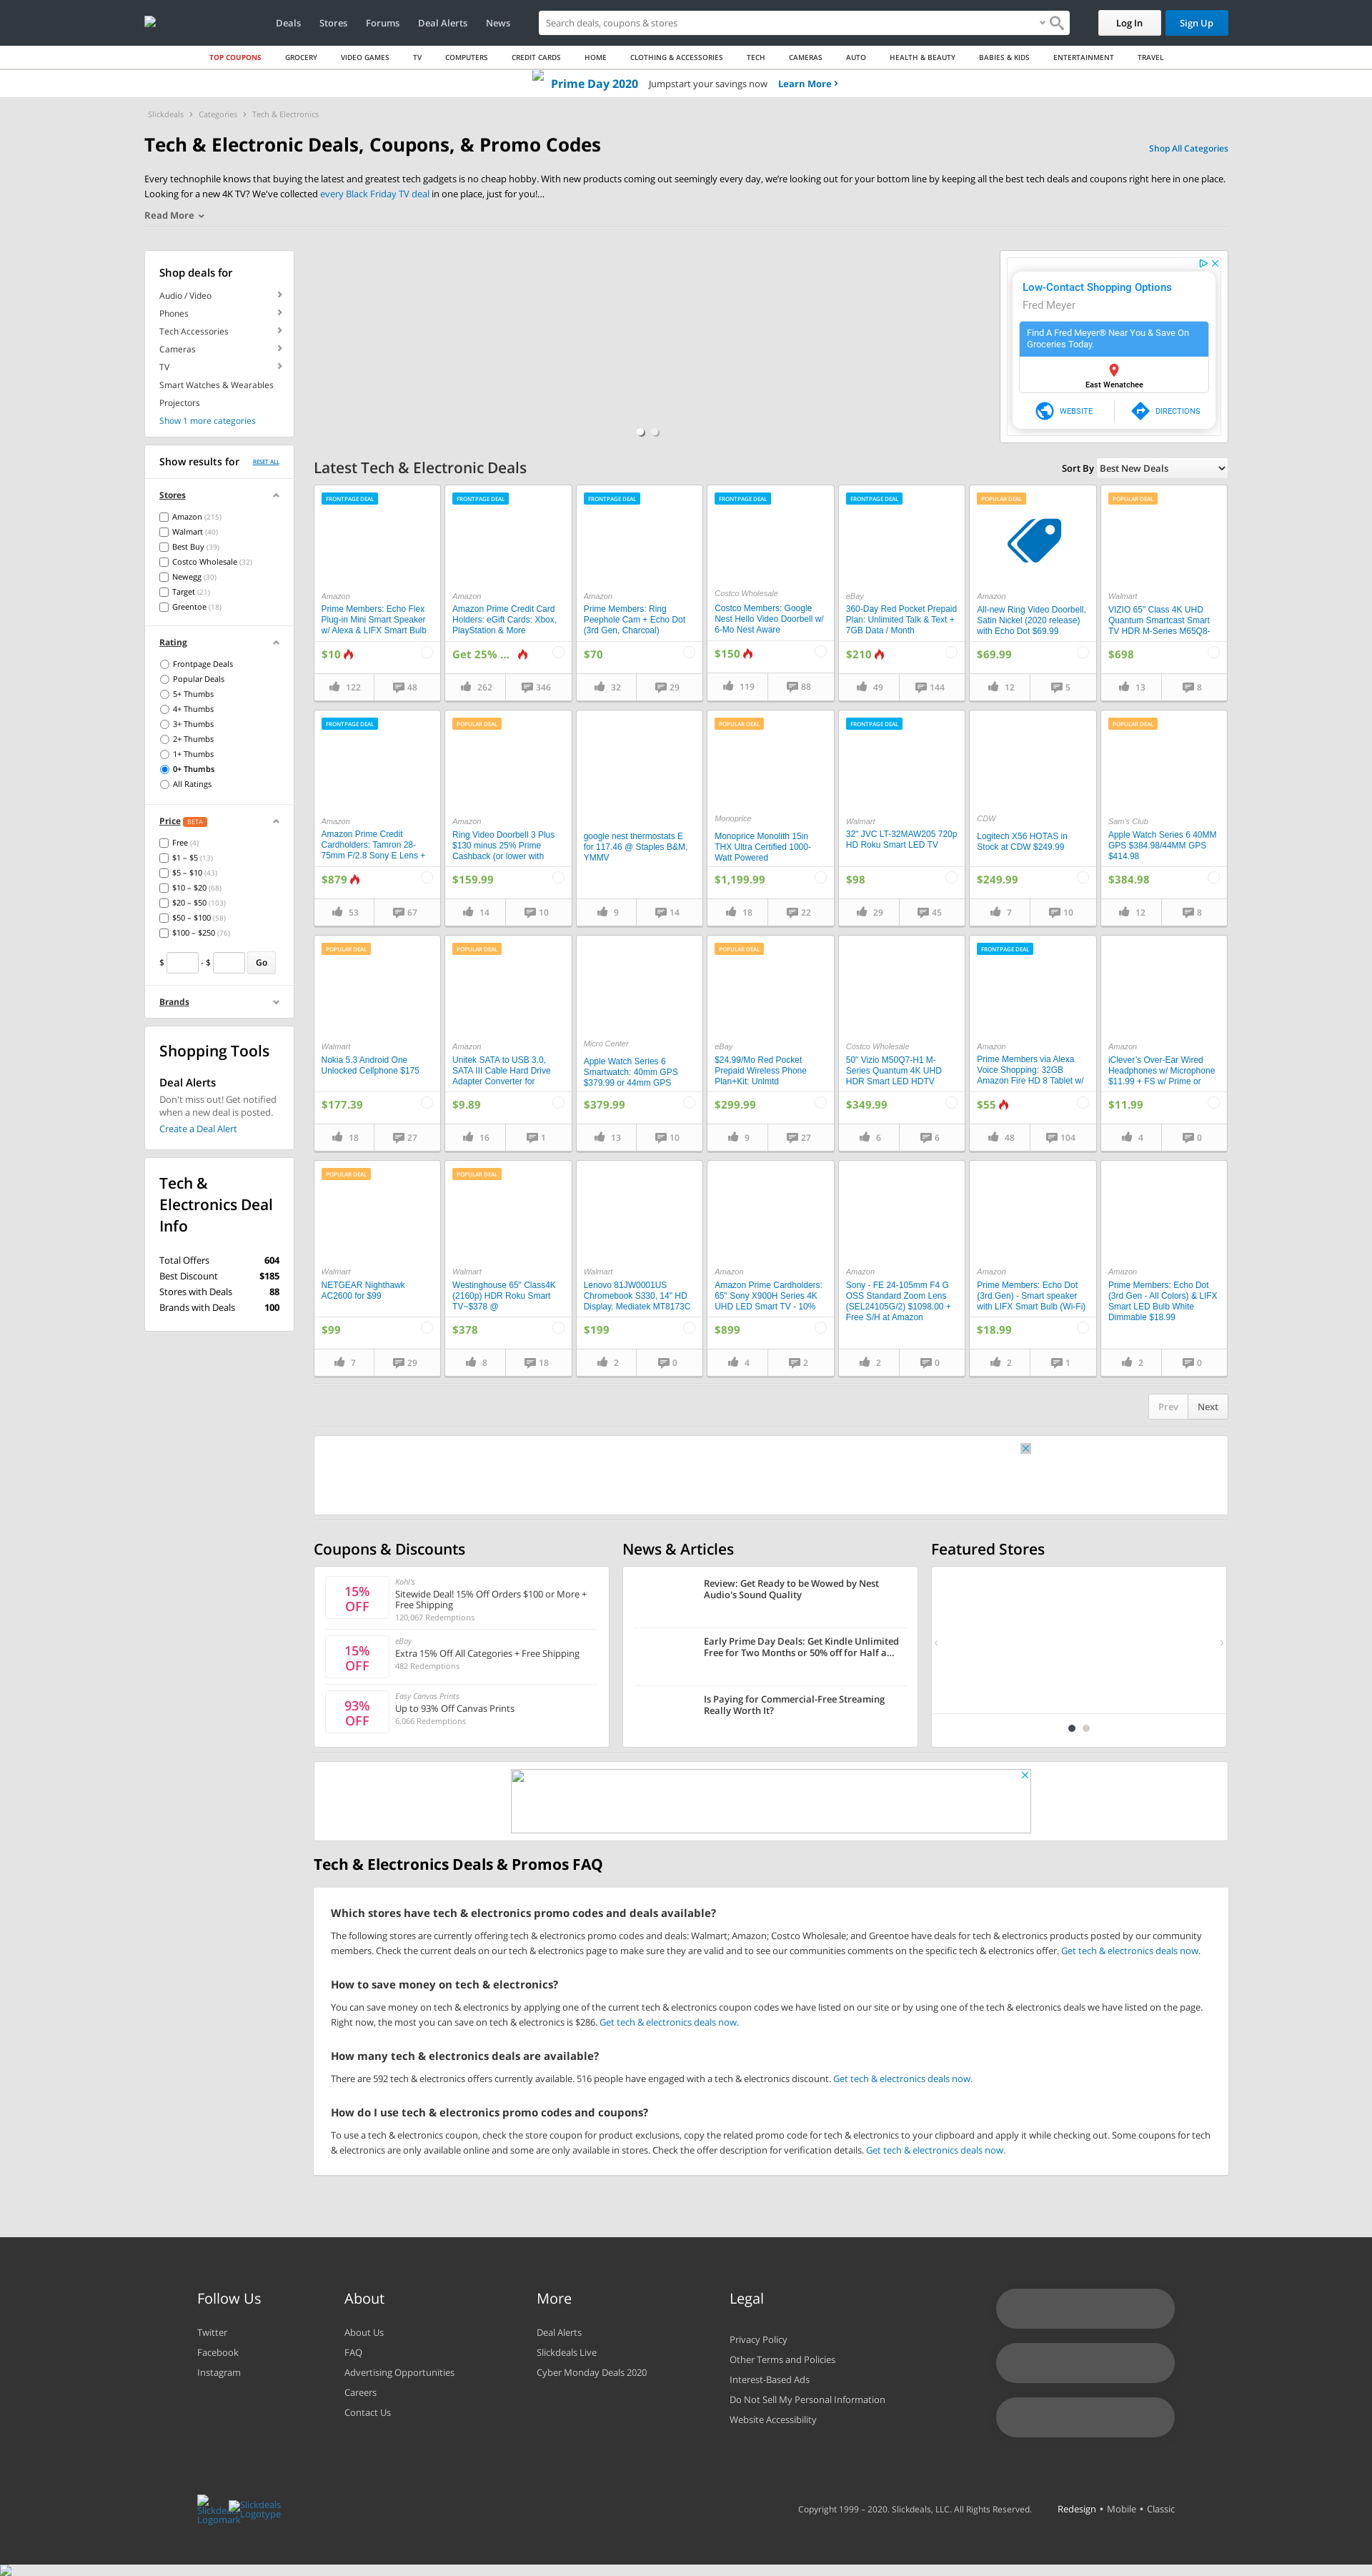 Deals Stores Forums Deal Alerts News
Search deals, coupons & stores
Log In
Sign Up
TOP COUPONS GROCERY VIDEO GAMES TV COMPUTERS CREDIT CARDS HOME CLOTHING & ACCESSORIES TECH CAMERAS AUTO HEALTH & BEAUTY BABIES & KIDS ENTERTAINMENT TRAVEL
Prime Day 2020 Jumpstart your savings now Learn More
Slickdeals Categories Tech & Electronics
Tech & Electronic Deals, Coupons, & Promo Codes
Shop All Categories
Every technophile knows that buying the latest and greatest tech gadgets is no cheap hobby. With new products coming out seemingly every day, we're looking out for your bottom line by keeping all the best tech deals and coupons right here in one place.
Looking for a new 4K TV? We've collected every Black Friday TV deal in one place, just for you!...
Read More
Shop deals for
Audio / Video
Phones
Tech Accessories
Cameras
TV
Smart Watches & Wearables
Projectors
Show 1 more categories
Low-Contact Shopping Options
Fred Meyer
Find A Fred Meyer® Near You & Save On
Groceries Today.
East Wenatchee
WEBSITE
DIRECTIONS
Show results for
RESET ALL
Stores
Amazon (215)
Walmart (40)
Best Buy (39)
Costco Wholesale (32)
Newegg (30)
Target (21)
Greentoe (18)
Rating
Frontpage Deals
Popular Deals
5+ Thumbs
4+ Thumbs
3+ Thumbs
2+ Thumbs
1+ Thumbs
0+ Thumbs
All Ratings
Price BETA
Free (4)
$1 – $5 (13)
$5 – $10 (43)
$10 – $20 (68)
$20 – $50 (103)
$50 – $100 (58)
$100 – $250 (76)
$ - $ Go
Brands
Shopping Tools
Deal Alerts
Don't miss out! Get notified
when a new deal is posted.
Create a Deal Alert
Tech &
Electronics Deal
Info
Total Offers 604
Best Discount $185
Stores with Deals 88
Brands with Deals 100
Latest Tech & Electronic Deals
Sort By Best New Deals
FRONTPAGE DEAL
Amazon
Prime Members: Echo Flex
Plug-in Mini Smart Speaker
w/ Alexa & LIFX Smart Bulb
$10
122 48
FRONTPAGE DEAL
Amazon
Amazon Prime Credit Card
Holders: eGift Cards: Xbox,
PlayStation & More
Get 25% ...
262 346
FRONTPAGE DEAL
Amazon
Prime Members: Ring
Peephole Cam + Echo Dot
(3rd Gen, Charcoal)
$70
32 29
FRONTPAGE DEAL
Costco Wholesale
Costco Members: Google
Nest Hello Video Doorbell w/
6-Mo Nest Aware
$150
119 88
FRONTPAGE DEAL
eBay
360-Day Red Pocket Prepaid
Plan: Unlimited Talk & Text +
7GB Data / Month
$210
49 144
POPULAR DEAL
Amazon
All-new Ring Video Doorbell,
Satin Nickel (2020 release)
with Echo Dot $69.99
$69.99
12 5
POPULAR DEAL
Walmart
VIZIO 65" Class 4K UHD
Quantum Smartcast Smart
TV HDR M-Series M65Q8-
$698
13 8
FRONTPAGE DEAL
Amazon
Amazon Prime Credit
Cardholders: Tamron 28-
75mm F/2.8 Sony E Lens +
$879
53 67
POPULAR DEAL
Amazon
Ring Video Doorbell 3 Plus
$130 minus 25% Prime
Cashback (or lower with
$159.99
14 10
google nest thermostats E
for 117.46 @ Staples B&M,
YMMV
9 14
POPULAR DEAL
Monoprice
Monoprice Monolith 15in
THX Ultra Certified 1000-
Watt Powered
$1,199.99
18 22
FRONTPAGE DEAL
Walmart
32" JVC LT-32MAW205 720p
HD Roku Smart LED TV
$98
29 45
CDW
Logitech X56 HOTAS in
Stock at CDW $249.99
$249.99
7 10
POPULAR DEAL
Sam's Club
Apple Watch Series 6 40MM
GPS $384.98/44MM GPS
$414.98
$384.98
12 8
POPULAR DEAL
Walmart
Nokia 5.3 Android One
Unlocked Cellphone $175
$177.39
18 27
POPULAR DEAL
Amazon
Unitek SATA to USB 3.0,
SATA III Cable Hard Drive
Adapter Converter for
$9.89
16 1
Micro Center
Apple Watch Series 6
Smartwatch: 40mm GPS
$379.99 or 44mm GPS
$379.99
13 10
POPULAR DEAL
eBay
$24.99/Mo Red Pocket
Prepaid Wireless Phone
Plan+Kit: Unlmtd
$299.99
9 27
Costco Wholesale
50" Vizio M50Q7-H1 M-
Series Quantum 4K UHD
HDR Smart LED HDTV
$349.99
6 6
FRONTPAGE DEAL
Amazon
Prime Members via Alexa
Voice Shopping: 32GB
Amazon Fire HD 8 Tablet w/
$55
48 104
Amazon
iClever's Over-Ear Wired
Headphones w/ Microphone
$11.99 + FS w/ Prime or
$11.99
4 0
POPULAR DEAL
Walmart
NETGEAR Nighthawk
AC2600 for $99
$99
7 29
POPULAR DEAL
Walmart
Westinghouse 65" Class4K
(2160p) HDR Roku Smart
TV~$378 @
$378
8 18
Walmart
Lenovo 81JW0001US
Chromebook S330, 14" HD
Display, Mediatek MT8173C
$199
2 0
Amazon
Amazon Prime Cardholders:
65" Sony X900H Series 4K
UHD LED Smart TV - 10%
$899
4 2
Amazon
Sony - FE 24-105mm F4 G
OSS Standard Zoom Lens
(SEL24105G/2) $1098.00 +
Free S/H at Amazon
2 0
Amazon
Prime Members: Echo Dot
(3rd Gen) - Smart speaker
with LIFX Smart Bulb (Wi-Fi)
$18.99
2 1
Amazon
Prime Members: Echo Dot
(3rd Gen - All Colors) & LIFX
Smart LED Bulb White
Dimmable $18.99
2 0
Prev Next
Coupons & Discounts
15%
OFF
Kohl's
Sitewide Deal! 15% Off Orders $100 or More +
Free Shipping
120,067 Redemptions
15%
OFF
eBay
Extra 15% Off All Categories + Free Shipping
482 Redemptions
93%
OFF
Easy Canvas Prints
Up to 93% Off Canvas Prints
6,066 Redemptions
News & Articles
Review: Get Ready to be Wowed by Nest
Audio's Sound Quality
Early Prime Day Deals: Get Kindle Unlimited
Free for Two Months or 50% off for Half a...
Is Paying for Commercial-Free Streaming
Really Worth It?
Featured Stores
Tech & Electronics Deals & Promos FAQ
Which stores have tech & electronics promo codes and deals available?
The following stores are currently offering tech & electronics promo codes and deals: Walmart; Amazon; Costco Wholesale; and Greentoe have deals for tech & electronics products posted by our community
members. Check the current deals on our tech & electronics page to make sure they are valid and to see our communities comments on the specific tech & electronics offer. Get tech & electronics deals now.
How to save money on tech & electronics?
You can save money on tech & electronics by applying one of the current tech & electronics coupon codes we have listed on our site or by using one of the tech & electronics deals we have listed on the page.
Right now, the most you can save on tech & electronics is $286. Get tech & electronics deals now.
How many tech & electronics deals are available?
There are 592 tech & electronics offers currently available. 516 people have engaged with a tech & electronics discount. Get tech & electronics deals now.
How do I use tech & electronics promo codes and coupons?
To use a tech & electronics coupon, check the store coupon for product exclusions, copy the related promo code for tech & electronics to your clipboard and apply it while checking out. Some coupons for tech
& electronics are only available online and some are only available in stores. Check the offer description for verification details. Get tech & electronics deals now.
Follow Us
Twitter
Facebook
Instagram
About
About Us
FAQ
Advertising Opportunities
Careers
Contact Us
More
Deal Alerts
Slickdeals Live
Cyber Monday Deals 2020
Legal
Privacy Policy
Other Terms and Policies
Interest-Based Ads
Do Not Sell My Personal Information
Website Accessibility
Slickdeals
Logomark
Slickdeals
Logotype
Copyright 1999 – 2020. Slickdeals, LLC. All Rights Reserved.
Redesign • Mobile • Classic